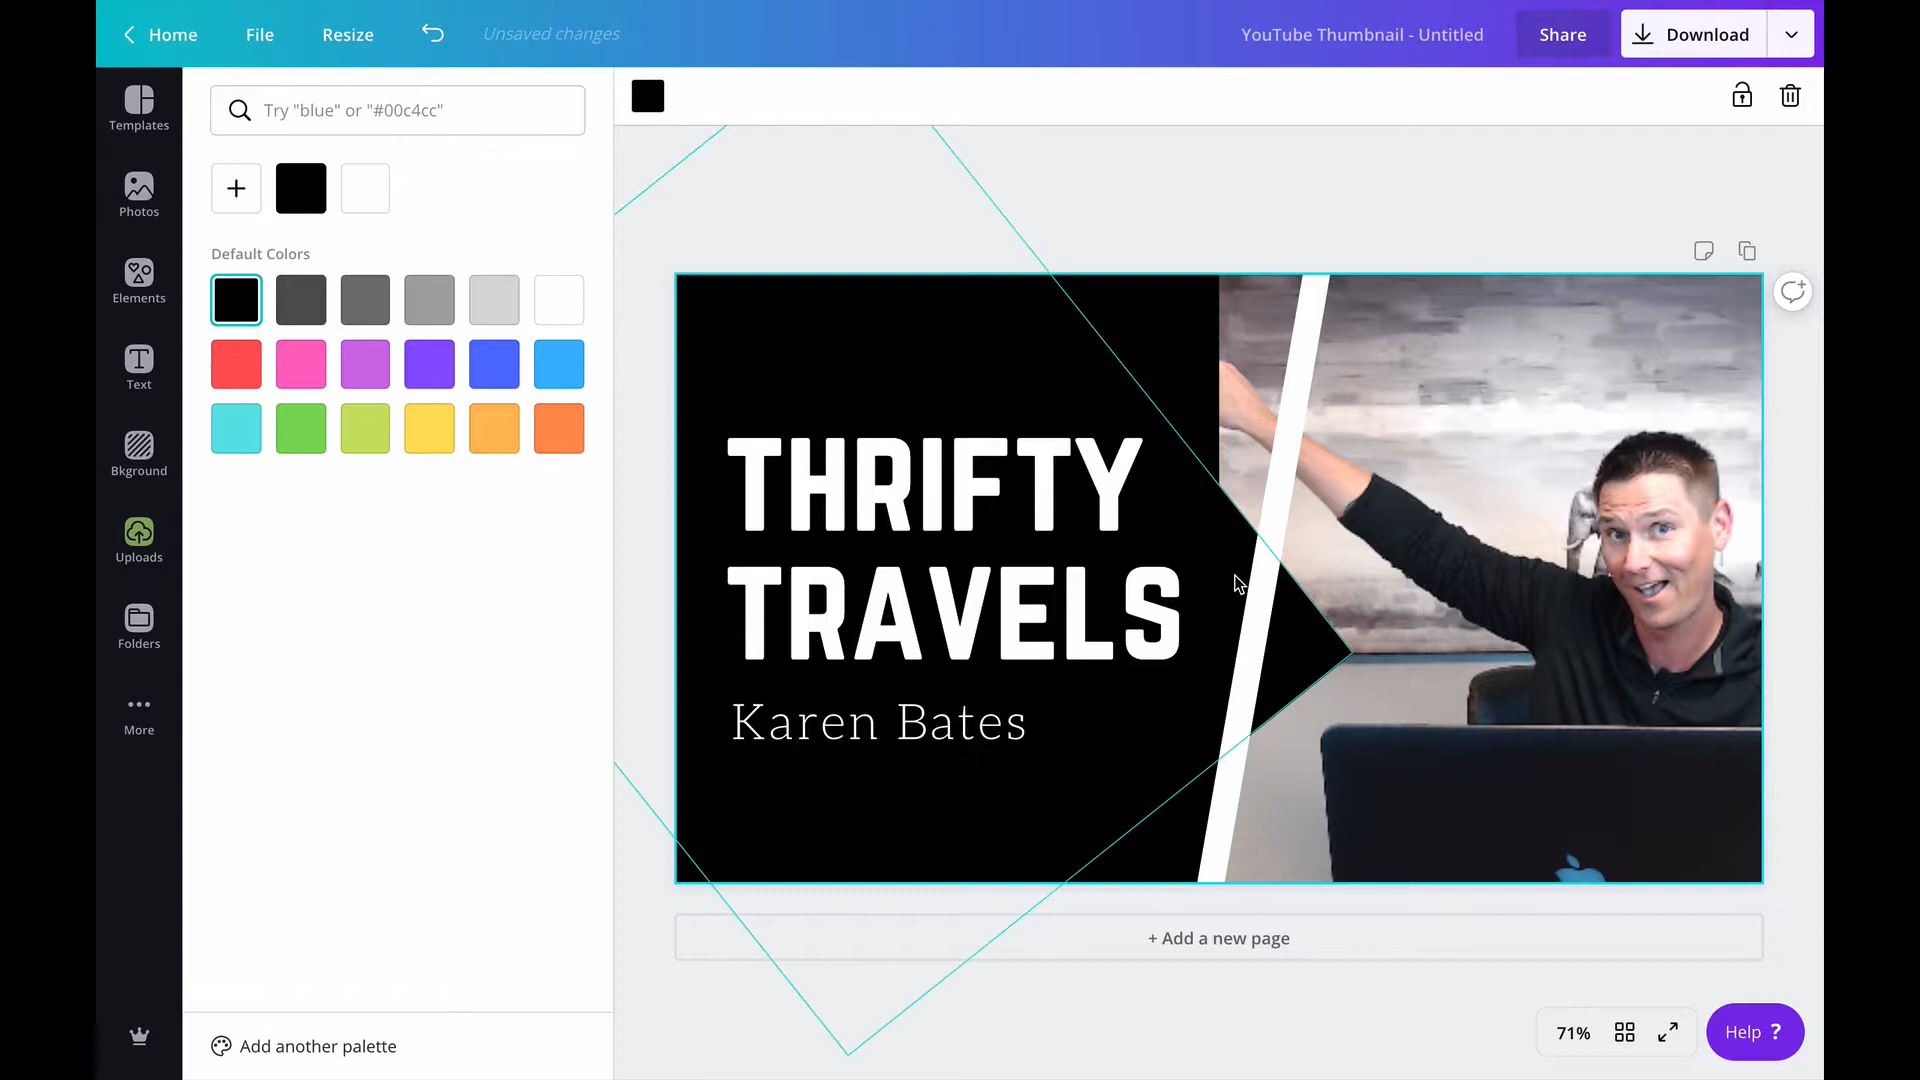 Home File Resize Unsaved changes YouTube Thumbnail - Untitled Share Download
Try "blue" or "#00c4cc"
Templates
Photos
Default Colors
Elements
Text
Bkground
Uploads
Folders
More
THRIFTY
TRAVELS
Karen Bates
+ Add a new page
Add another palette
71% Help ?